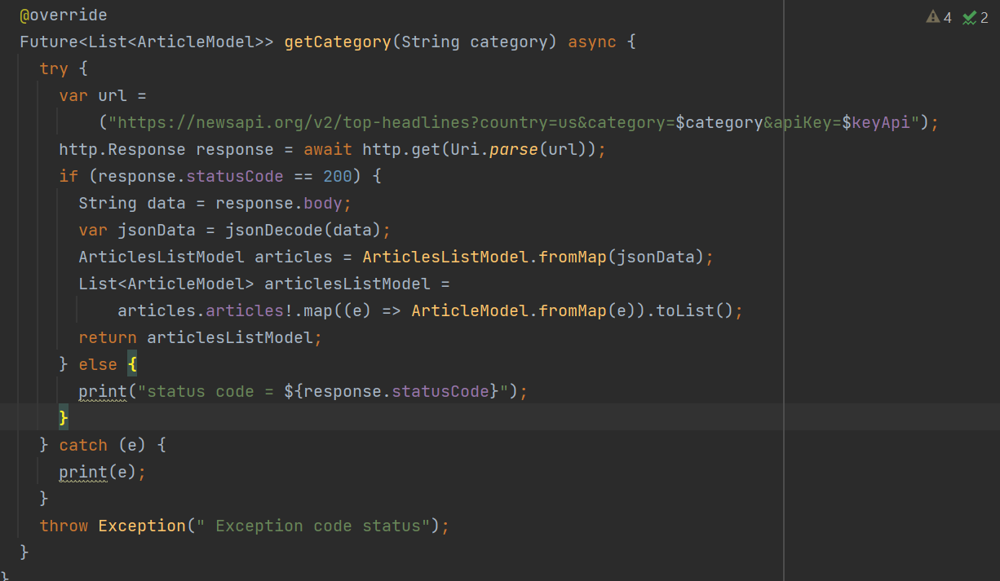 @override
4 2
Future<List<ArticleModel>> getCategory(String category) async {
try {
var url =
("https://newsapi.org/v2/top-headlines?country=us&category=$category&apiKey=$keyApi");
http.Response response = await http.get(Uri.parse(url));
if (response.statusCode == 200) {
String data = response.body;
var jsonData = jsonDecode(data);
ArticlesListModel articles = ArticlesListModel.fromMap(jsonData);
List<ArticleModel> articlesListModel =
articles.articles!.map((e) => ArticleModel.fromMap(e)).toList();
return articlesListModel;
} else {
print("status code = ${response.statusCode}");
}
} catch (e) {
print(e);
}
throw Exception(" Exception code status");
}
}